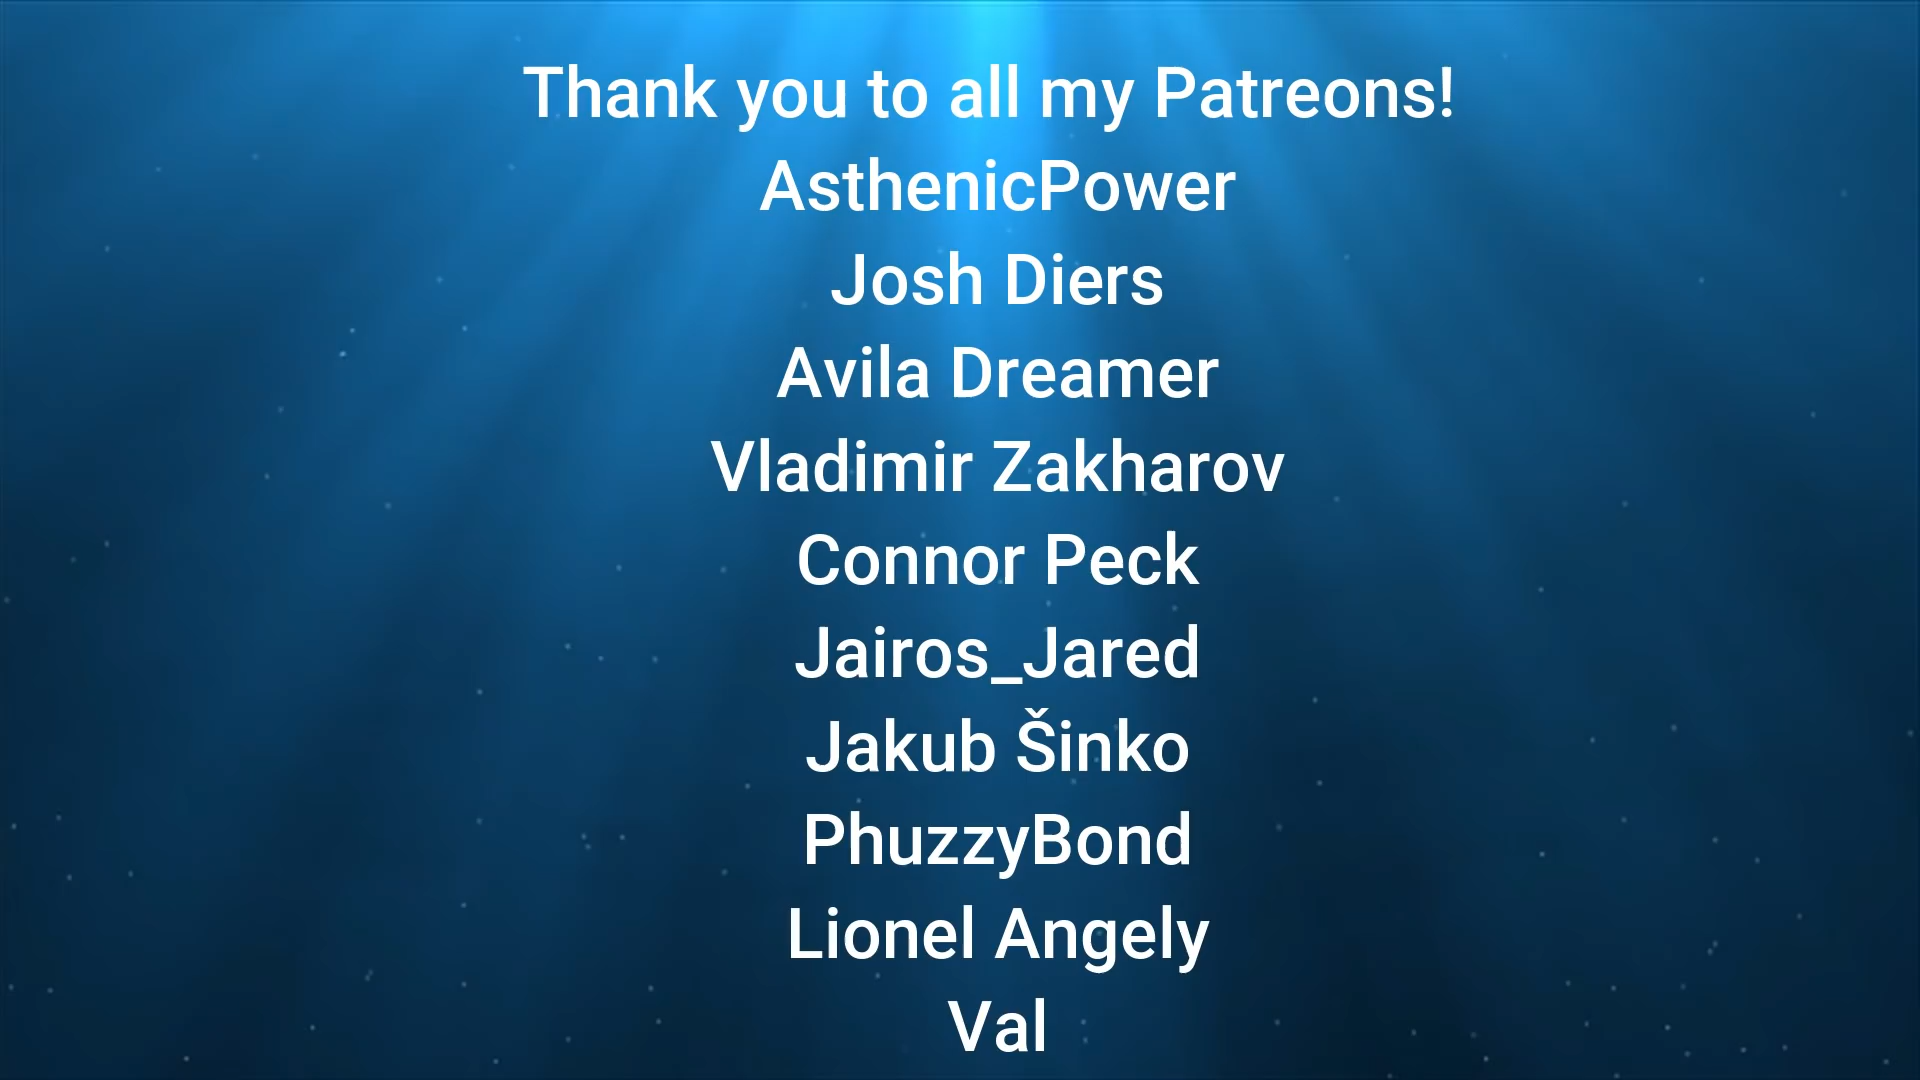 Thank you to all my Patreons!
AsthenicPower
Josh Diers
Avila Dreamer
Vladimir Zakharov
Connor Peck
Jairos_Jared
Jakub Šinko
PhuzzyBond
Lionel Angely
Val